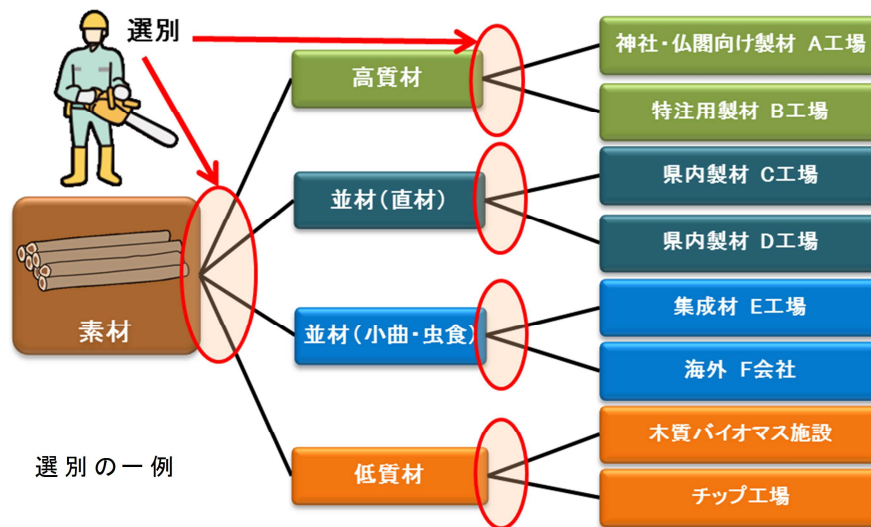 選別
素材
高質材
並材(直材)
並材(小曲・虫食)
低質材
神社・仏閣向け製材 A工場
特注用製材 B工場
県内製材 C工場
県内製材 D工場
集成材 E工場
海外 F会社
木質バイオマス施設
チップ工場
選別の一例